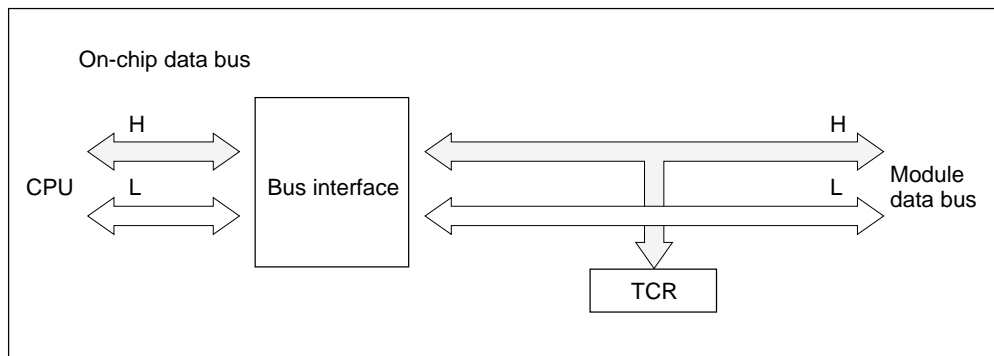 On-chip data bus
H
H
CPU
L
Bus interface
L
Module
data bus
TCR